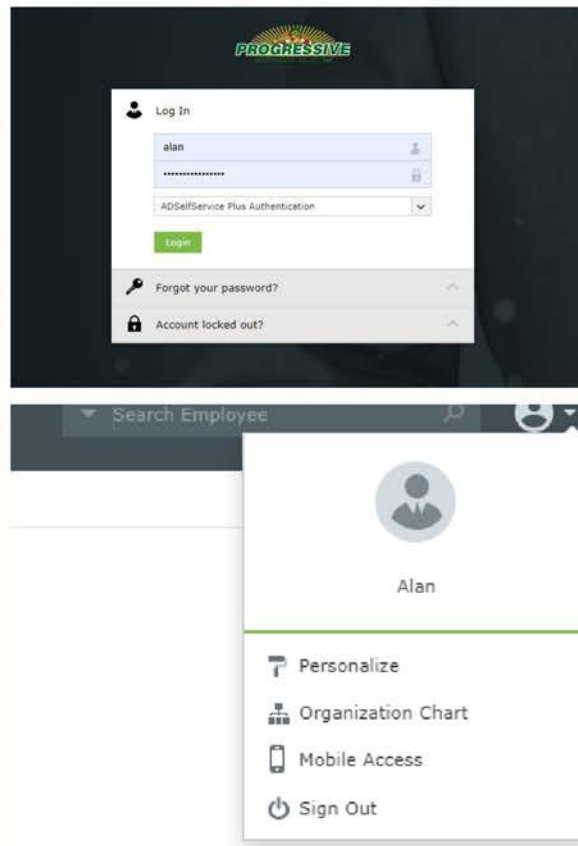 PROGRESSIVE
Log In
alan
••••••••••••••••
ADSelfService Plus Authentication
Login
Forgot your password?
Account locked out?
Search Employee
Alan
Personalize
Organization Chart
Mobile Access
Sign Out